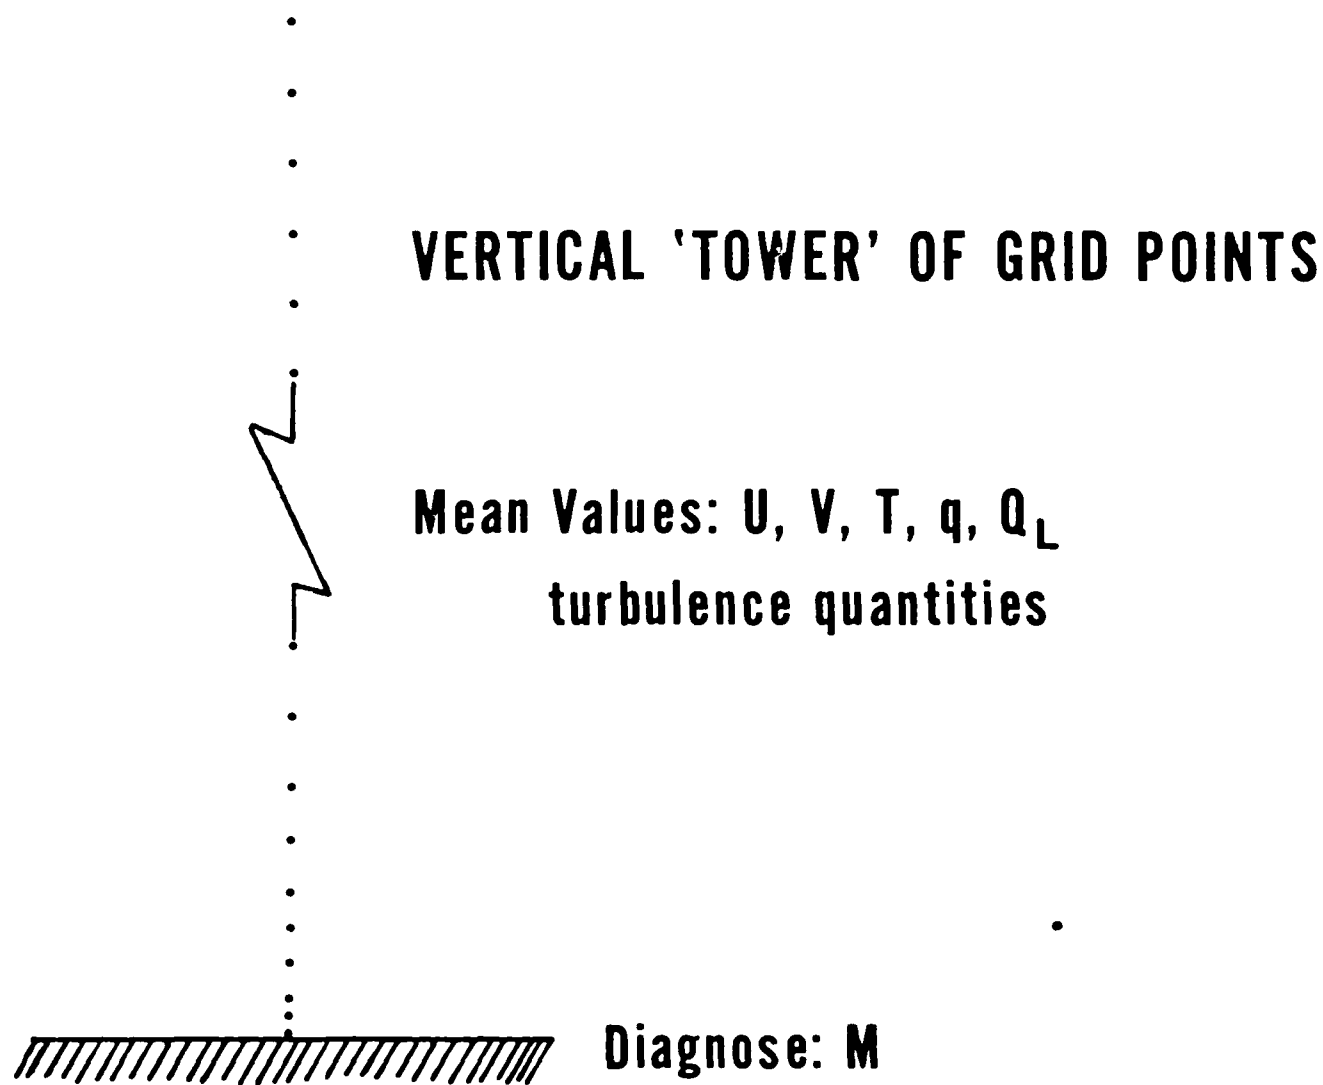 VERTICAL 'TOWER' OF GRID POINTS
Mean Values: U, V, T, q, Q_L
turbulence quantities
Diagnose: M